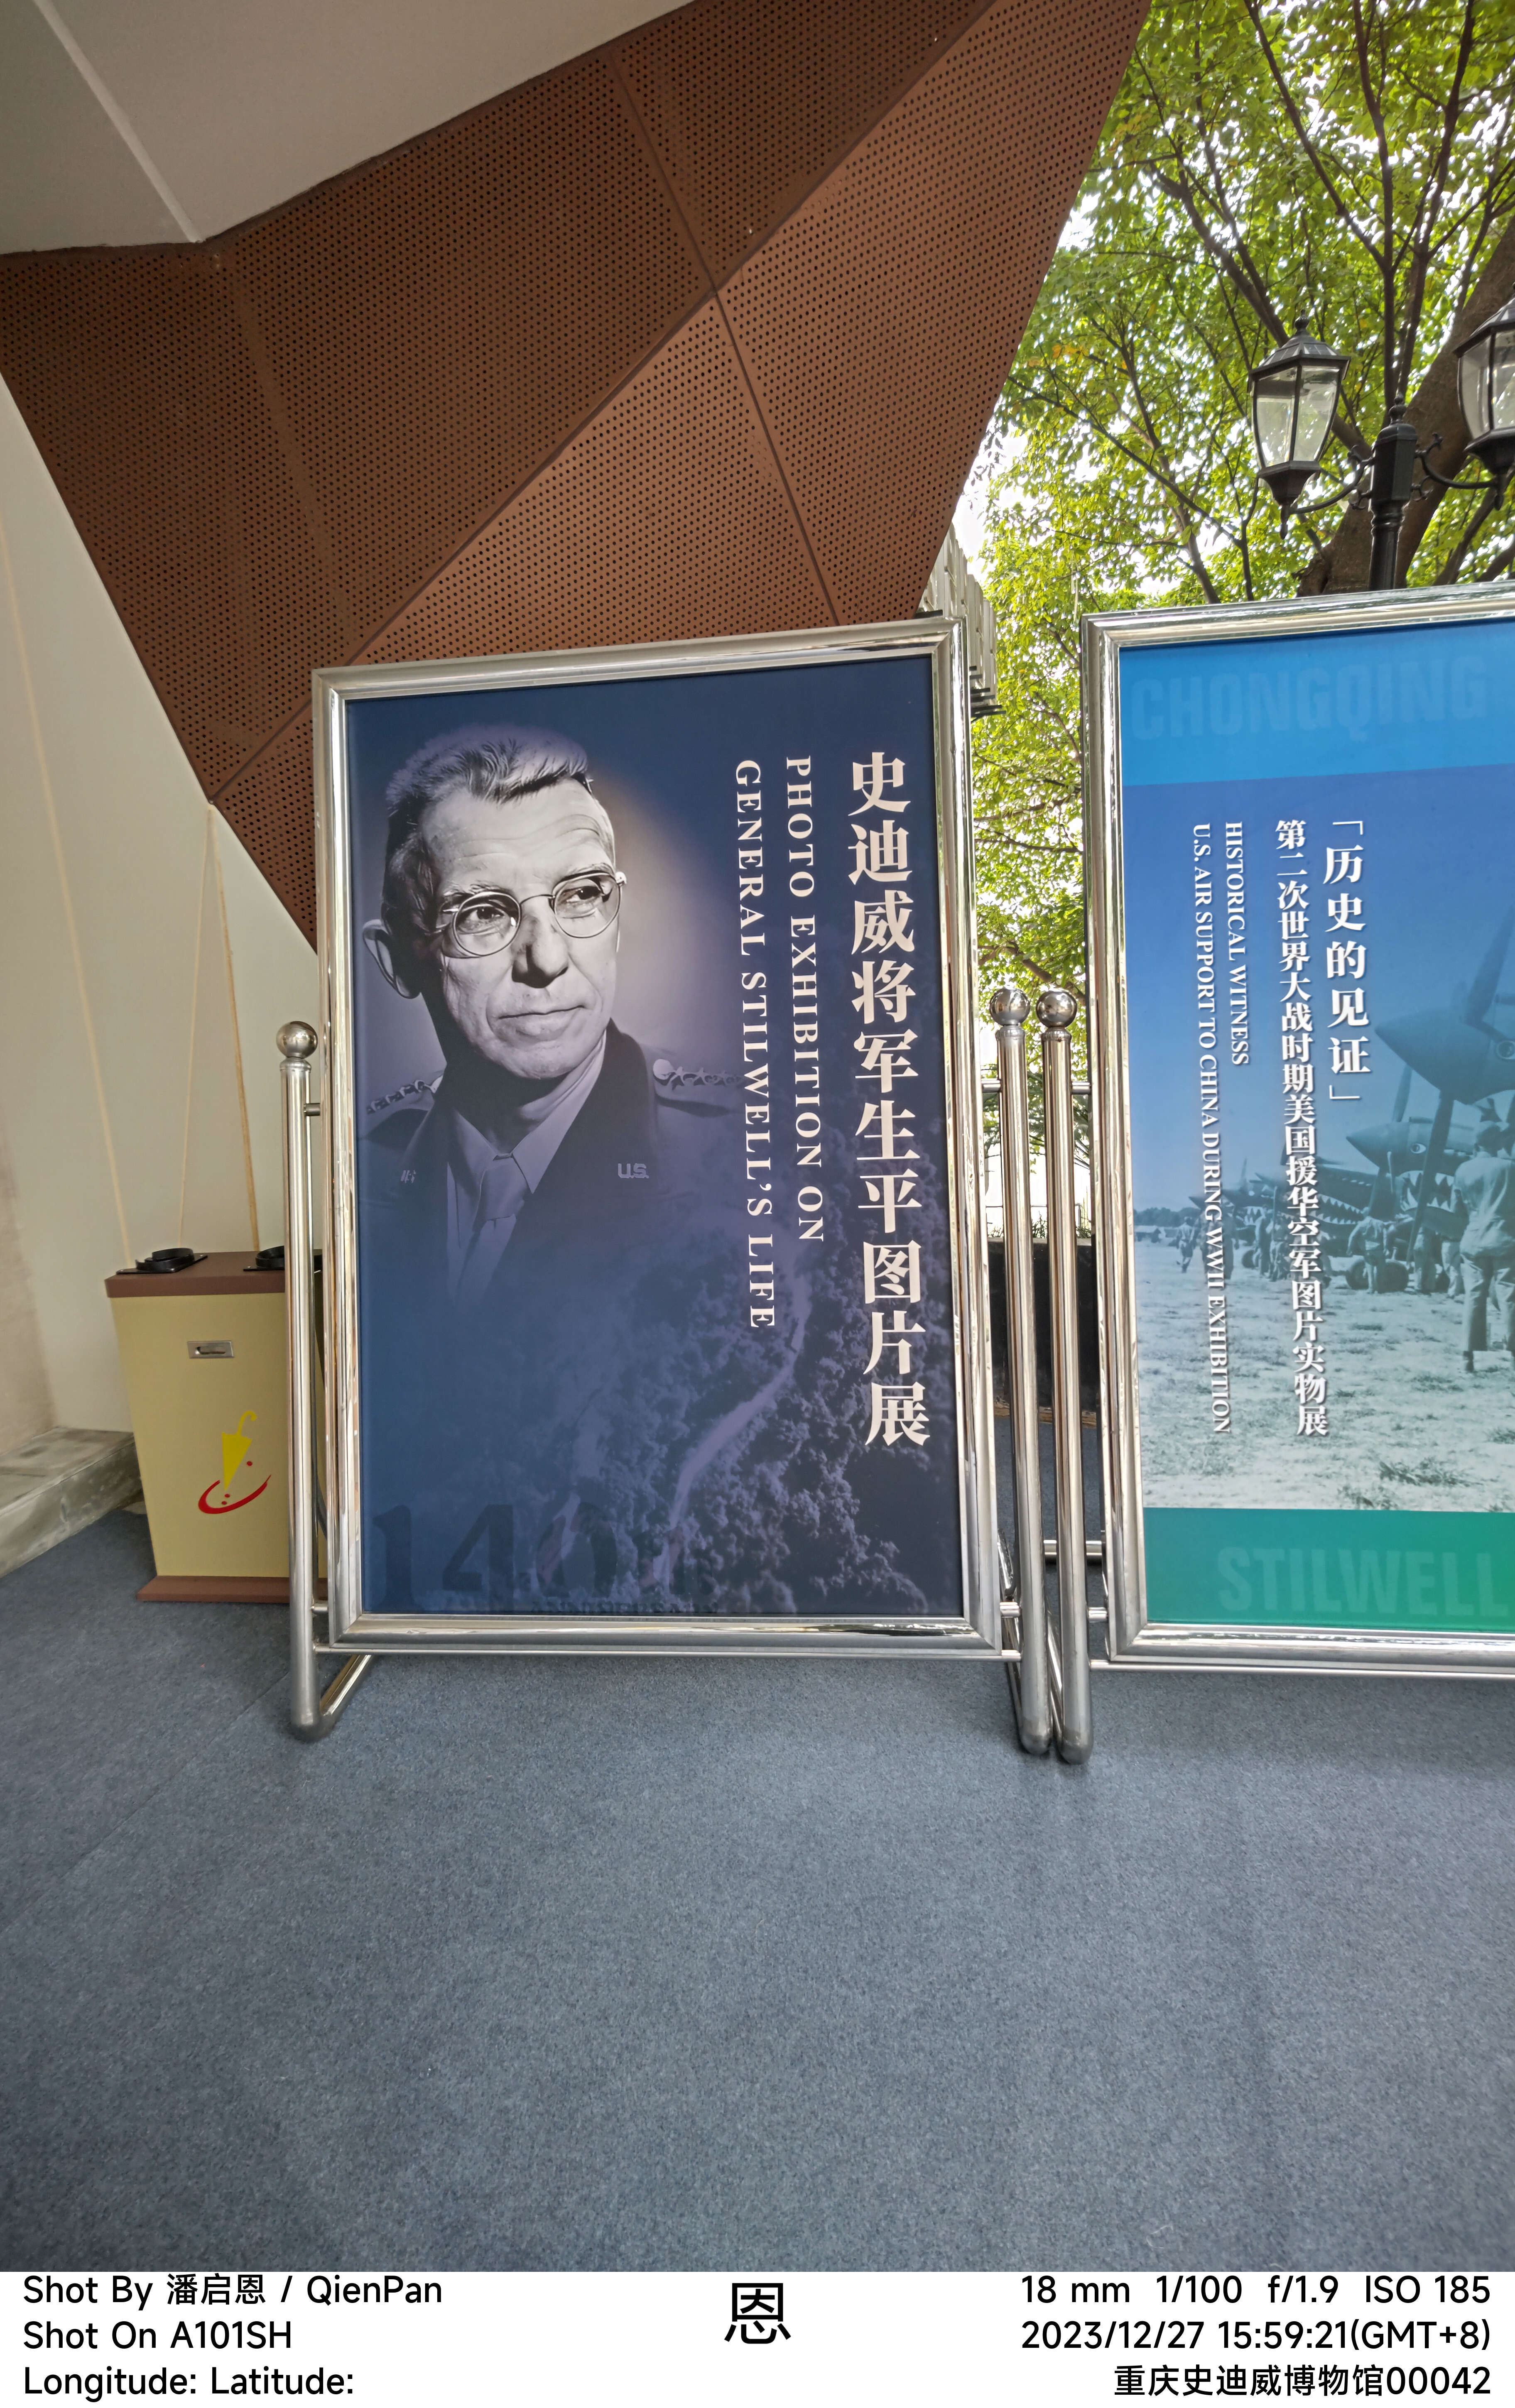 史迪威将军生平图片展
PHOTO EXHIBITION ON
GENERAL STILWELL'S LIFE
U.S.
140
CHONGQING
「历史的见证」
第二次世界大战时期美国援华空军图片实物展
HISTORICAL WITNESS
U.S. AIR SUPPORT TO CHINA DURING WWII EXHIBITION
STILWELL
Shot By 潘启恩 / QienPan
Shot On A101SH
Longitude: Latitude:
恩
18 mm 1/100 f/1.9 ISO 185
2023/12/27 15:59:21(GMT+8)
重庆史迪威博物馆00042